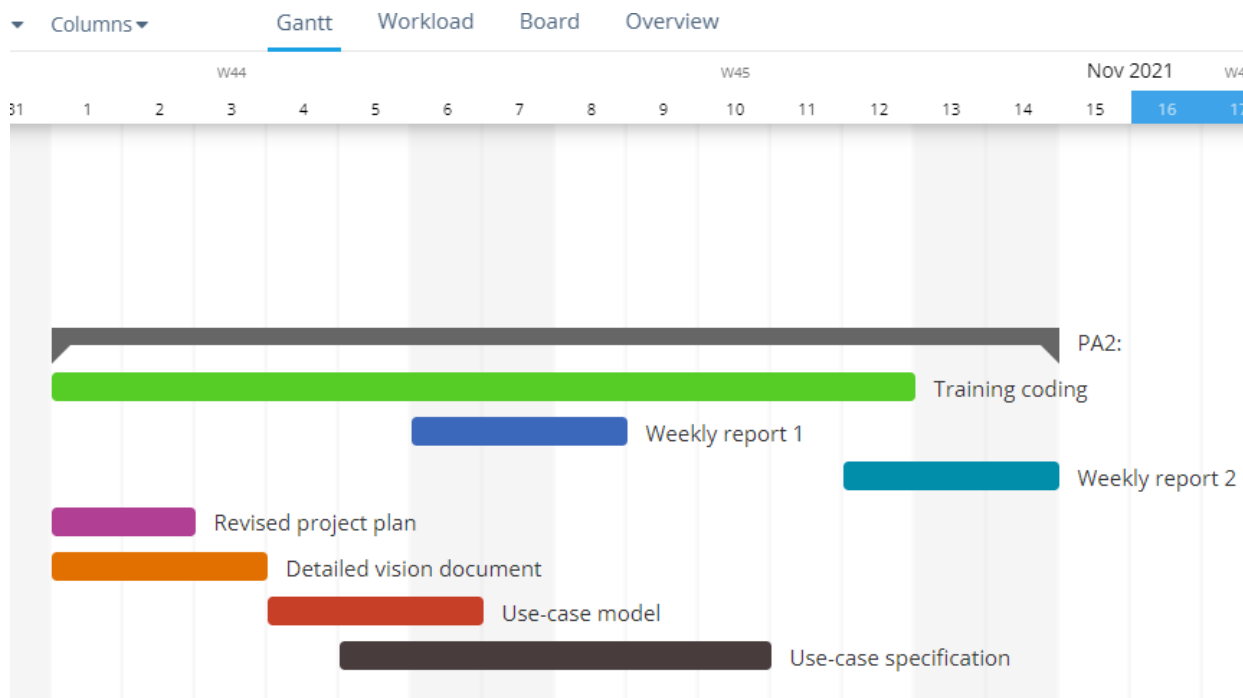 Columns Gantt Workload Board Overview
W44 W45 Nov 2021
1 2 3 4 5 6 7 8 9 10 11 12 13 14 15 16
PA2:
Training coding
Weekly report 1
Weekly report 2
Revised project plan
Detailed vision document
Use-case model
Use-case specification